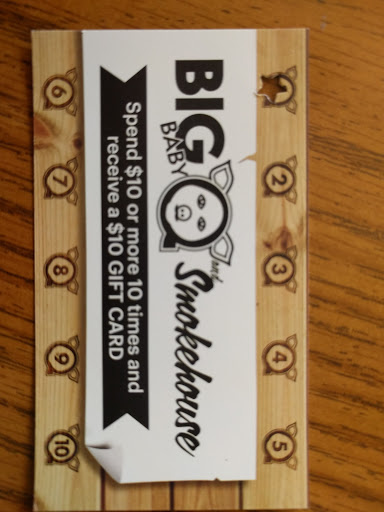 1 2 3 4 5
BIG
BABY
Q and Smokehouse
Spend $10 or more 10 times and
receive a $10 GIFT CARD
6 7 8 9 10